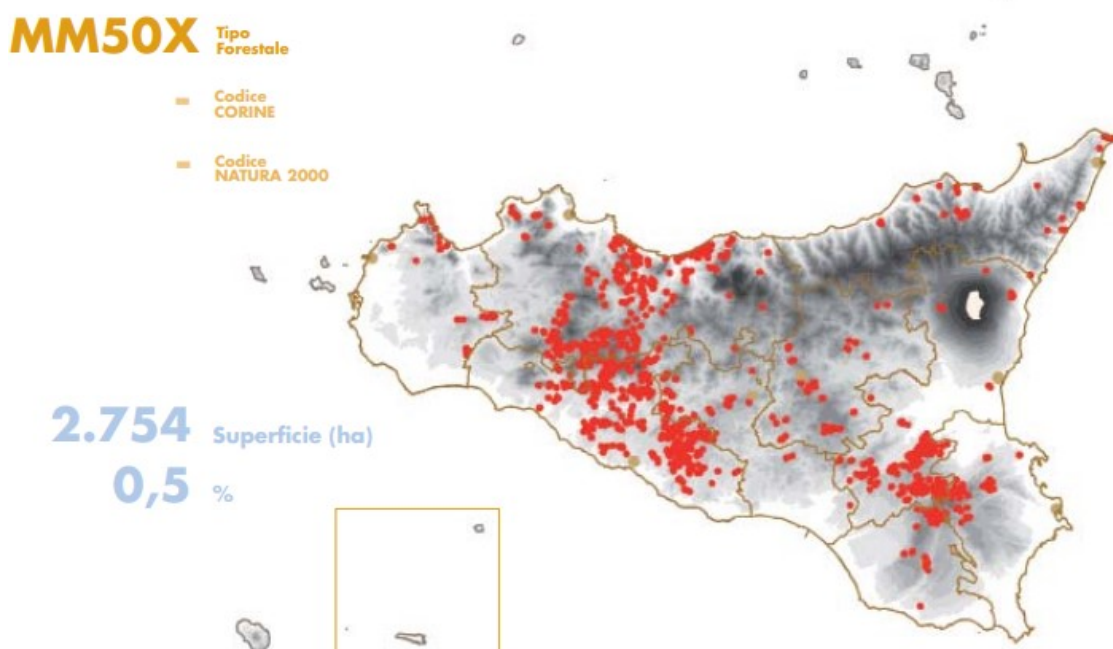 MM50X Tipo
Forestale
- Codice
CORINE
- Codice
NATURA 2000
2.754 Superficie (ha)
0,5 %